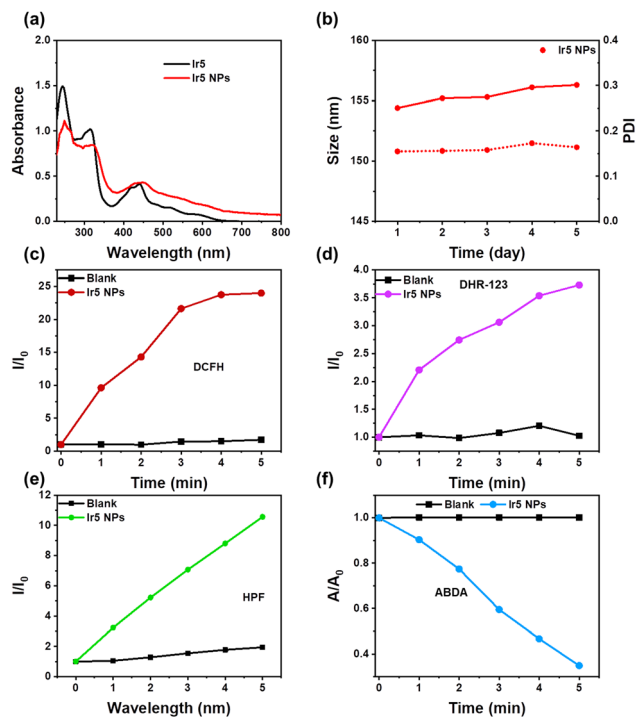 (a)
2.0
1.5
1.0
0.5
0.0
Absorbance
Ir5
Ir5 NPs
300 400 500 600 700 800
Wavelength (nm)
(b)
160
155
150
145
Size (nm)
Ir5 NPs
0.4
0.3
0.2
0.1
0.0
PDI
1 2 3 4 5
Time (day)
(c)
Blank
Ir5 NPs
25
20
15
10
5
0
I/I0
DCFH
0 1 2 3 4 5
Time (min)
(d)
4.0
3.5
3.0
2.5
2.0
1.5
1.0
I/I0
Blank
Ir5 NPs
DHR-123
0 1 2 3 4 5
Time (min)
(e)
12
10
8
6
4
2
0
I/I0
Blank
Ir5 NPs
HPF
0 1 2 3 4 5
Wavelength (nm)
(f)
Blank Ir5 NPs
1.0
0.8
0.6
0.4
A/A0
ABDA
0 1 2 3 4 5
Time (min)